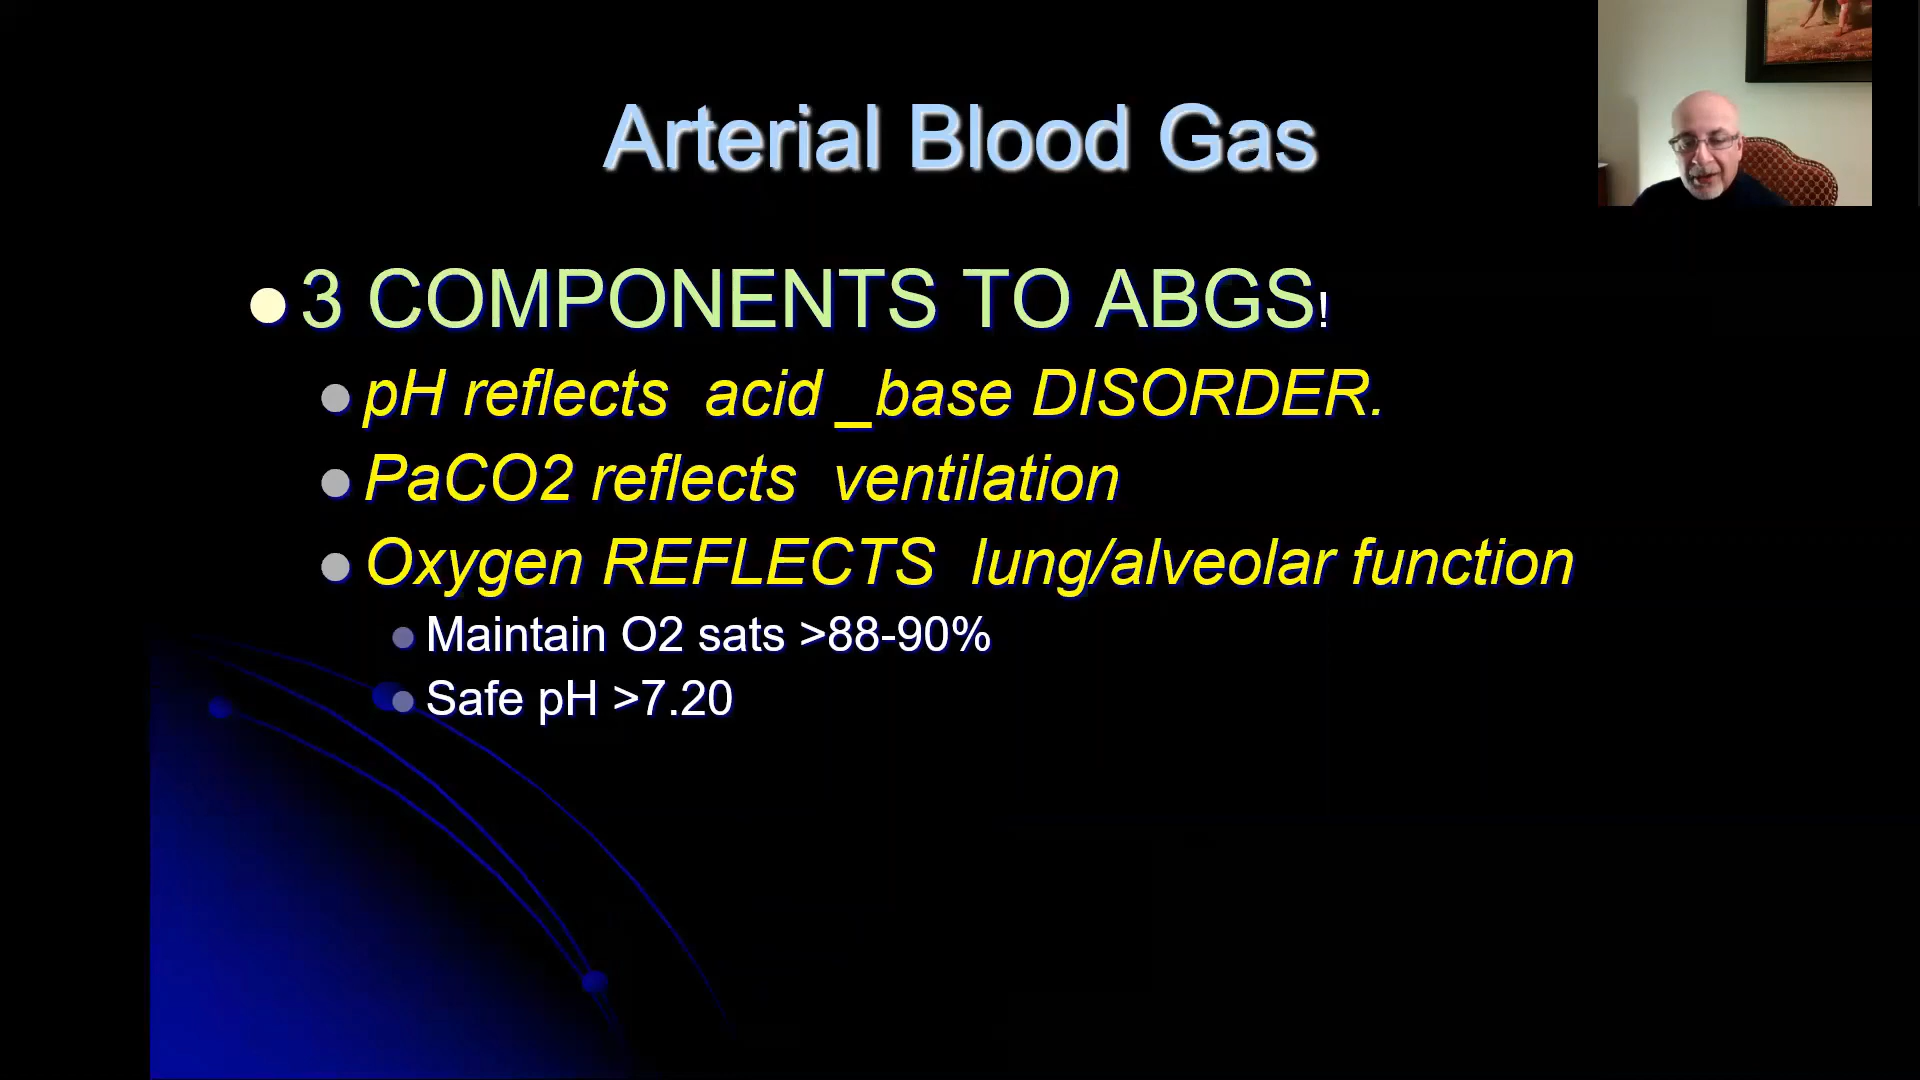 Arterial Blood Gas
3 COMPONENTS TO ABGS!
pH reflects acid _base DISORDER.
PaCO2 reflects ventilation
Oxygen REFLECTS lung/alveolar function
Maintain O2 sats >88-90%
Safe pH >7.20